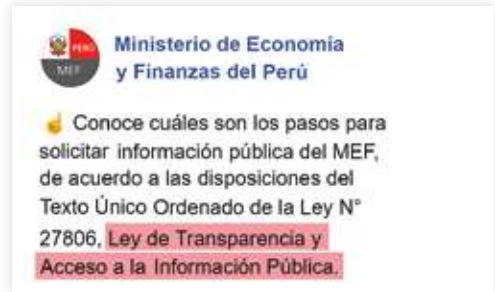 PERÚ
MEF
Ministerio de Economía
y Finanzas del Perú
☝ Conoce cuáles son los pasos para
solicitar información pública del MEF,
de acuerdo a las disposiciones del
Texto Único Ordenado de la Ley N°
27806, Ley de Transparencia y
Acceso a la Información Pública.